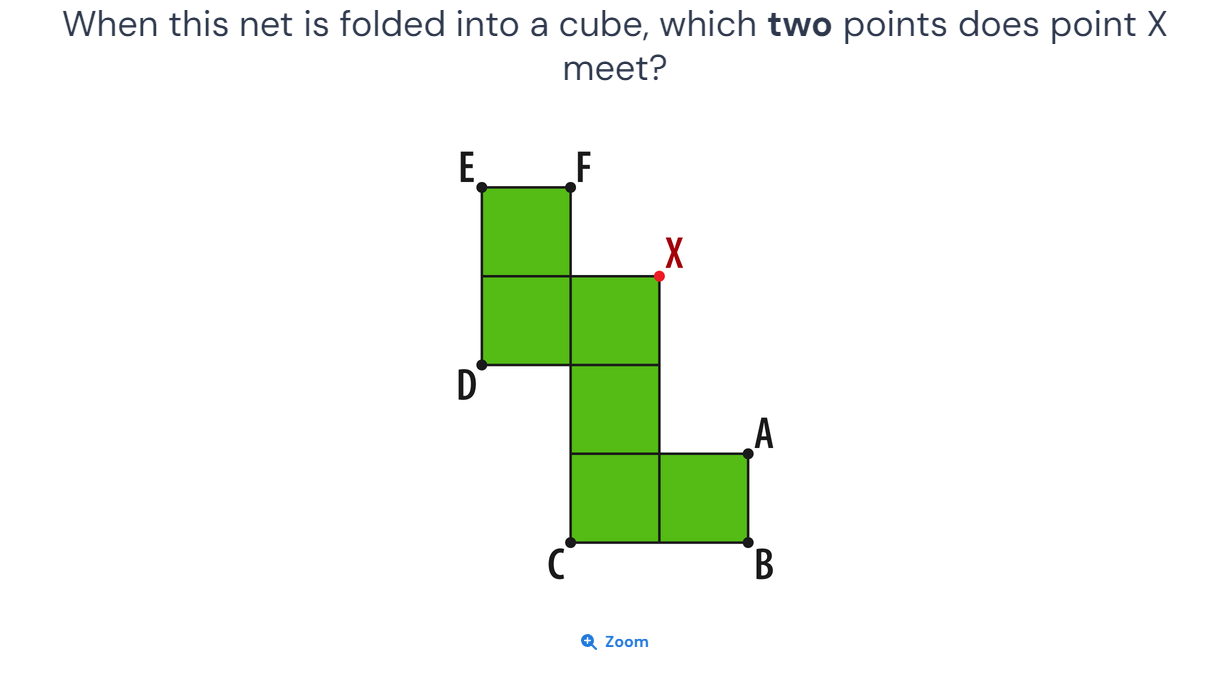 When this net is folded into a cube, which two points does point X
meet?
E F
X
D
A
C B
Zoom